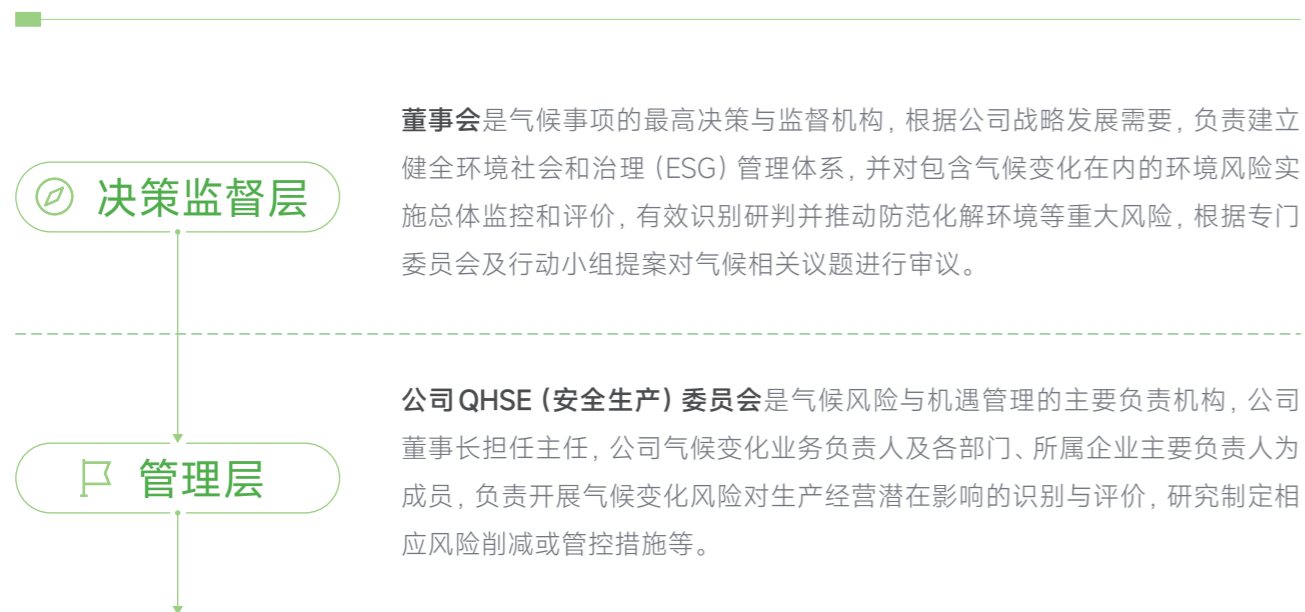 决策监督层
董事会是气候事项的最高决策与监督机构，根据公司战略发展需要，负责建立
健全环境社会和治理（ESG）管理体系，并对包含气候变化在内的环境风险实
施总体监控和评价，有效识别研判并推动防范化解环境等重大风险，根据专门
委员会及行动小组提案对气候相关议题进行审议。
管理层
公司QHSE（安全生产）委员会是气候风险与机遇管理的主要负责机构，公司
董事长担任主任，公司气候变化业务负责人及各部门、所属企业主要负责人为
成员，负责开展气候变化风险对生产经营潜在影响的识别与评价，研究制定相
应风险削减或管控措施等。